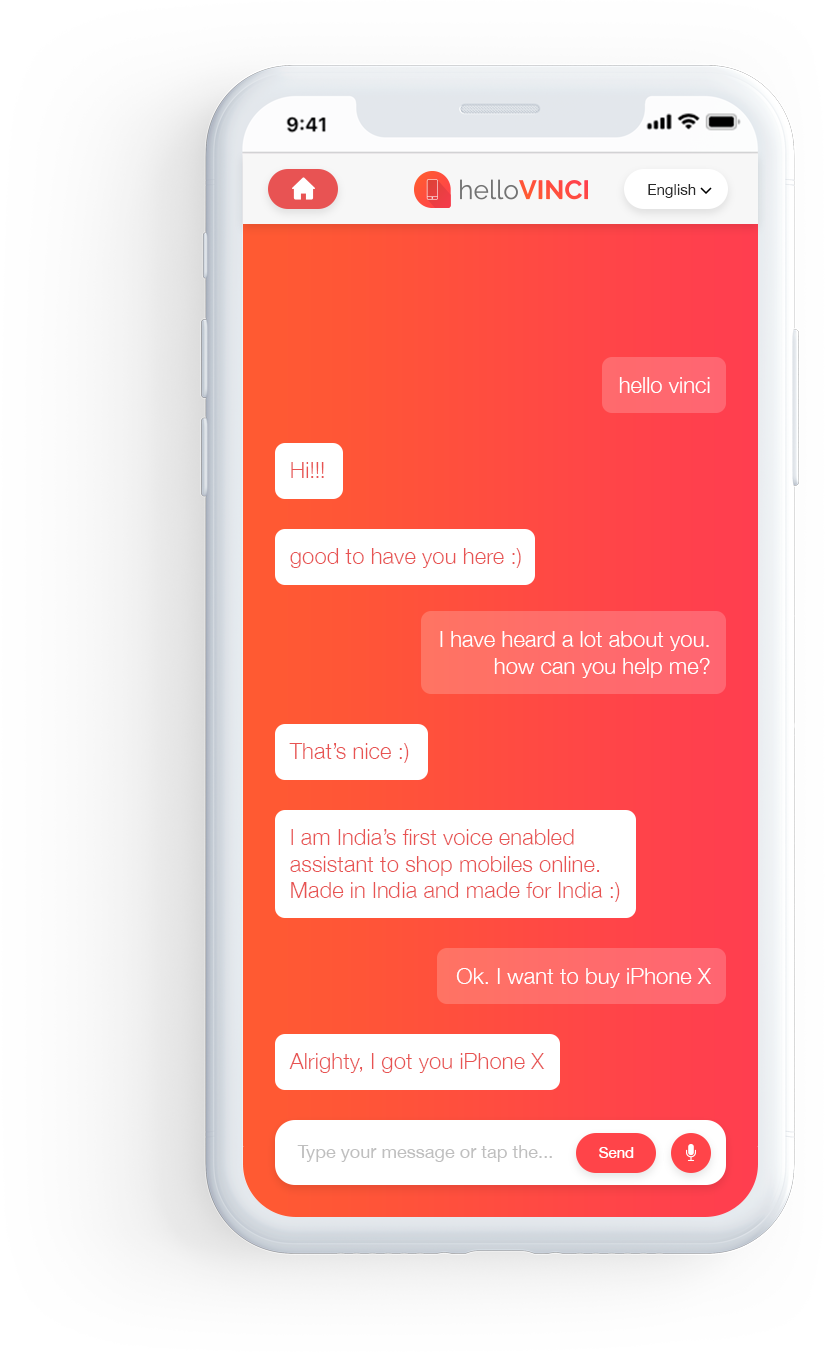 9:41
helloVINCI
English
hello vinci
Hi!!!
good to have you here :)
I have heard a lot about you.
how can you help me?
That’s nice :)
I am India’s first voice enabled
assistant to shop mobiles online.
Made in India and made for India :)
Ok. I want to buy iPhone X
Alrighty, I got you iPhone X
Type your message or tap the...
Send